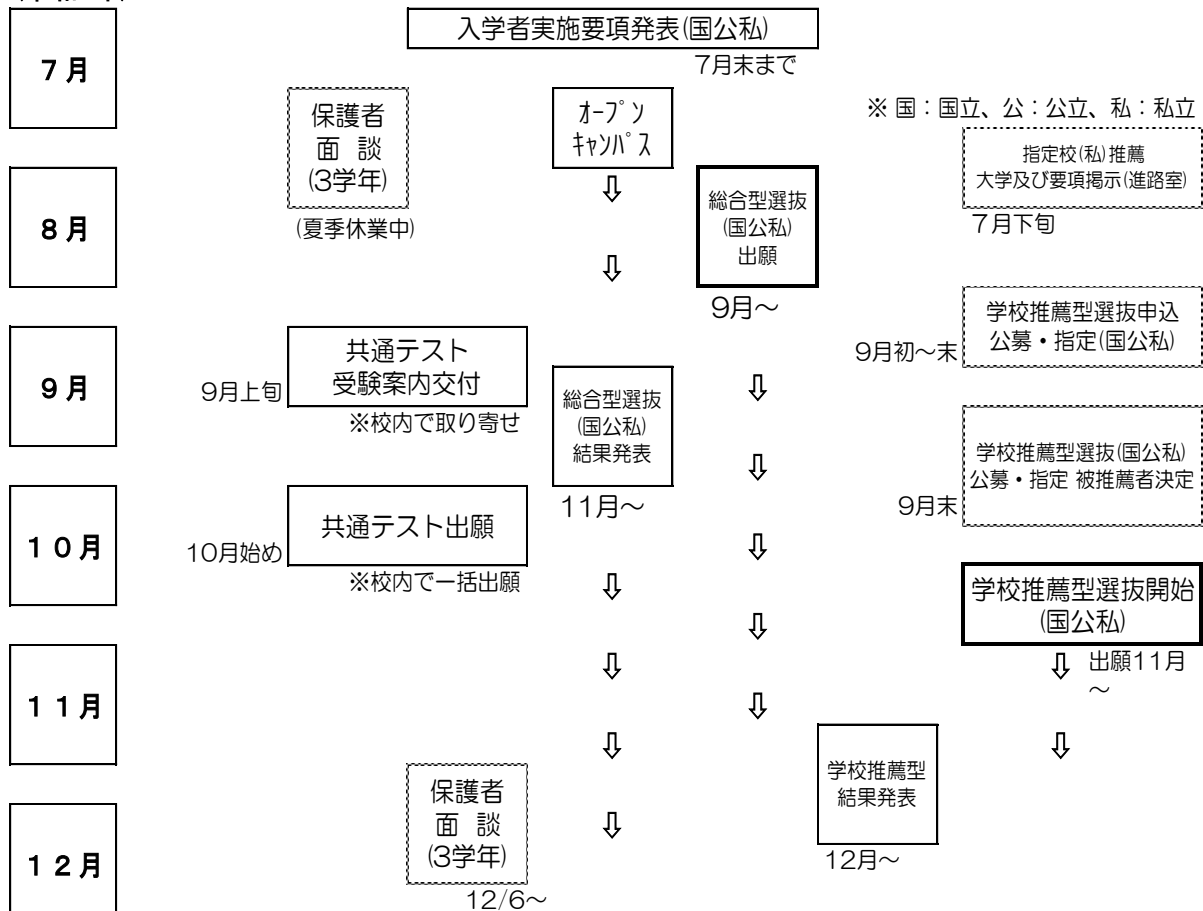 入学者実施要項発表(国公私)
7月末まで
7月
保護者
面 談
(3学年)
(夏季休業中)
ｵｰﾌﾟﾝ
ｷｬﾝﾊﾟｽ
⇩
⇩
※ 国：国立、公：公立、私：私立
指定校(私)推薦
大学及び要項掲示(進路室)
7月下旬
8月
総合型選抜
(国公私)
出願
9月～
9月
9月上旬
共通テスト
受験案内交付
※校内で取り寄せ
総合型選抜
(国公私)
結果発表
11月～
⇩
⇩
⇩
⇩
⇩
9月初～末
学校推薦型選抜申込
公募・指定(国公私)
学校推薦型選抜(国公私)
公募・指定 被推薦者決定
9月末
10月
10月始め
共通テスト出願
※校内で一括出願
⇩
⇩
⇩
⇩
学校推薦型選抜開始
(国公私)
⇩
出願11月
～
⇩
11月
学校推薦型
結果発表
12月～
12月
保護者
面 談
(3学年)
12/6～